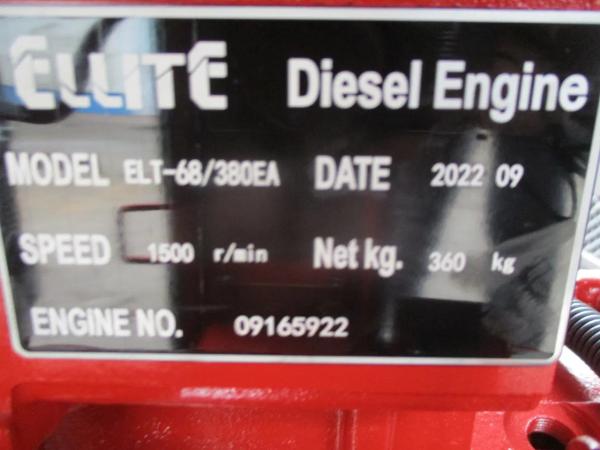 ELLITE Diesel Engine
MODEL ELT-68/380EA DATE 2022 09
SPEED 1500 r/min Net kg. 360 kg
ENGINE NO. 09165922